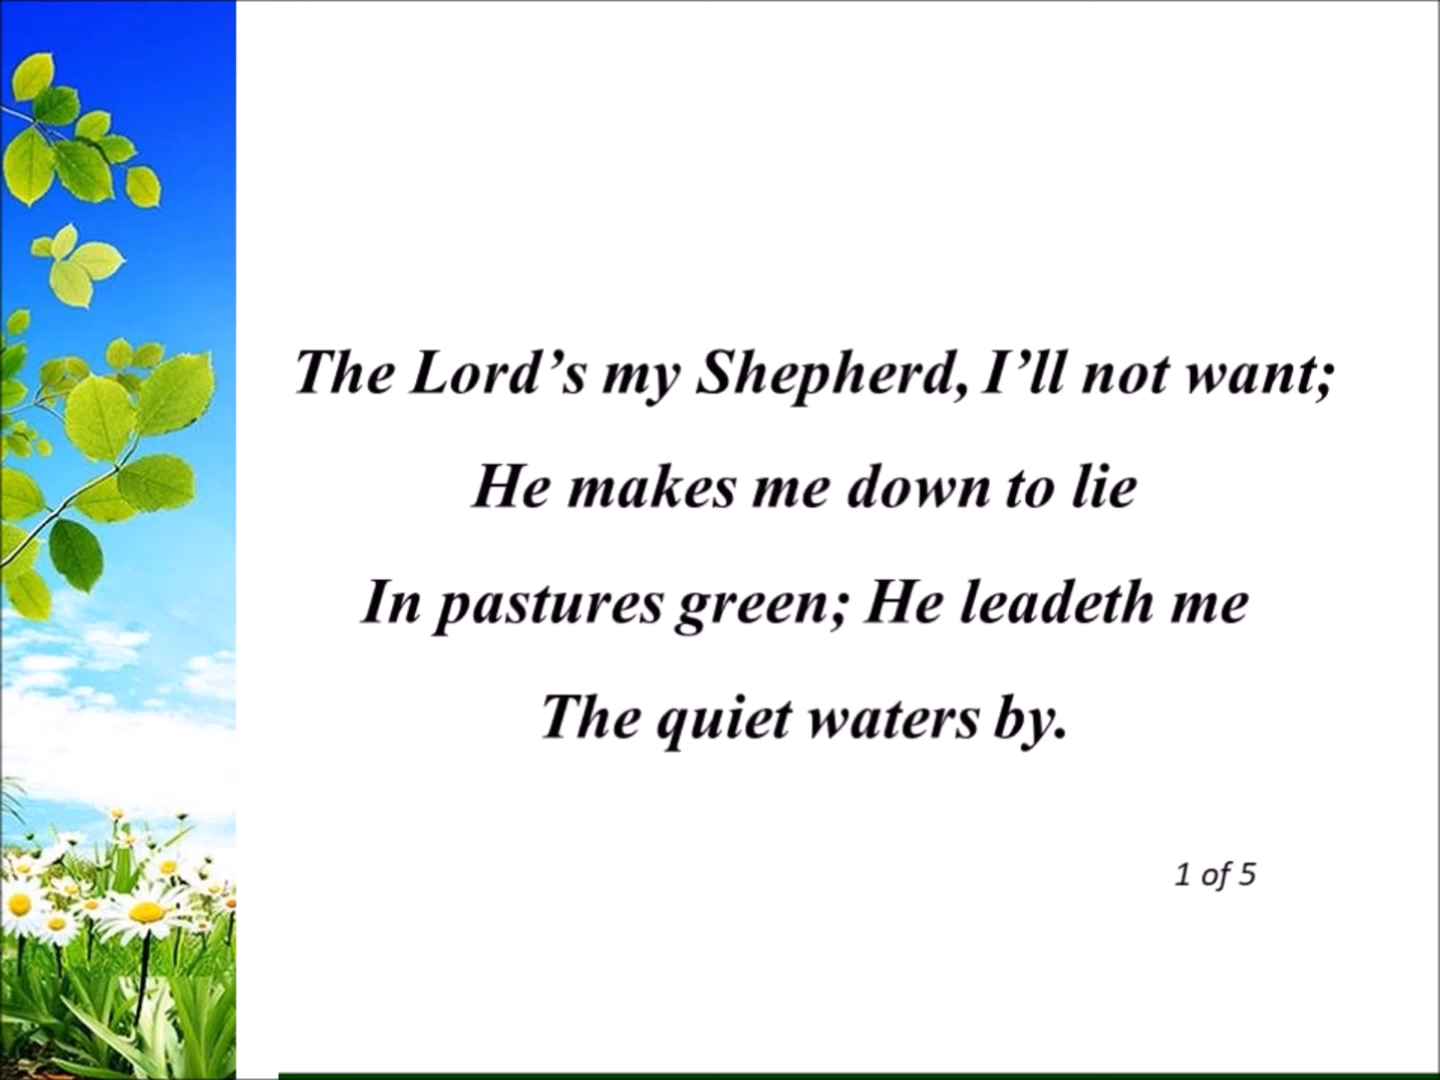 The Lord’s my Shepherd, I’ll not want;
He makes me down to lie
In pastures green; He leadeth me
The quiet waters by.
1 of 5